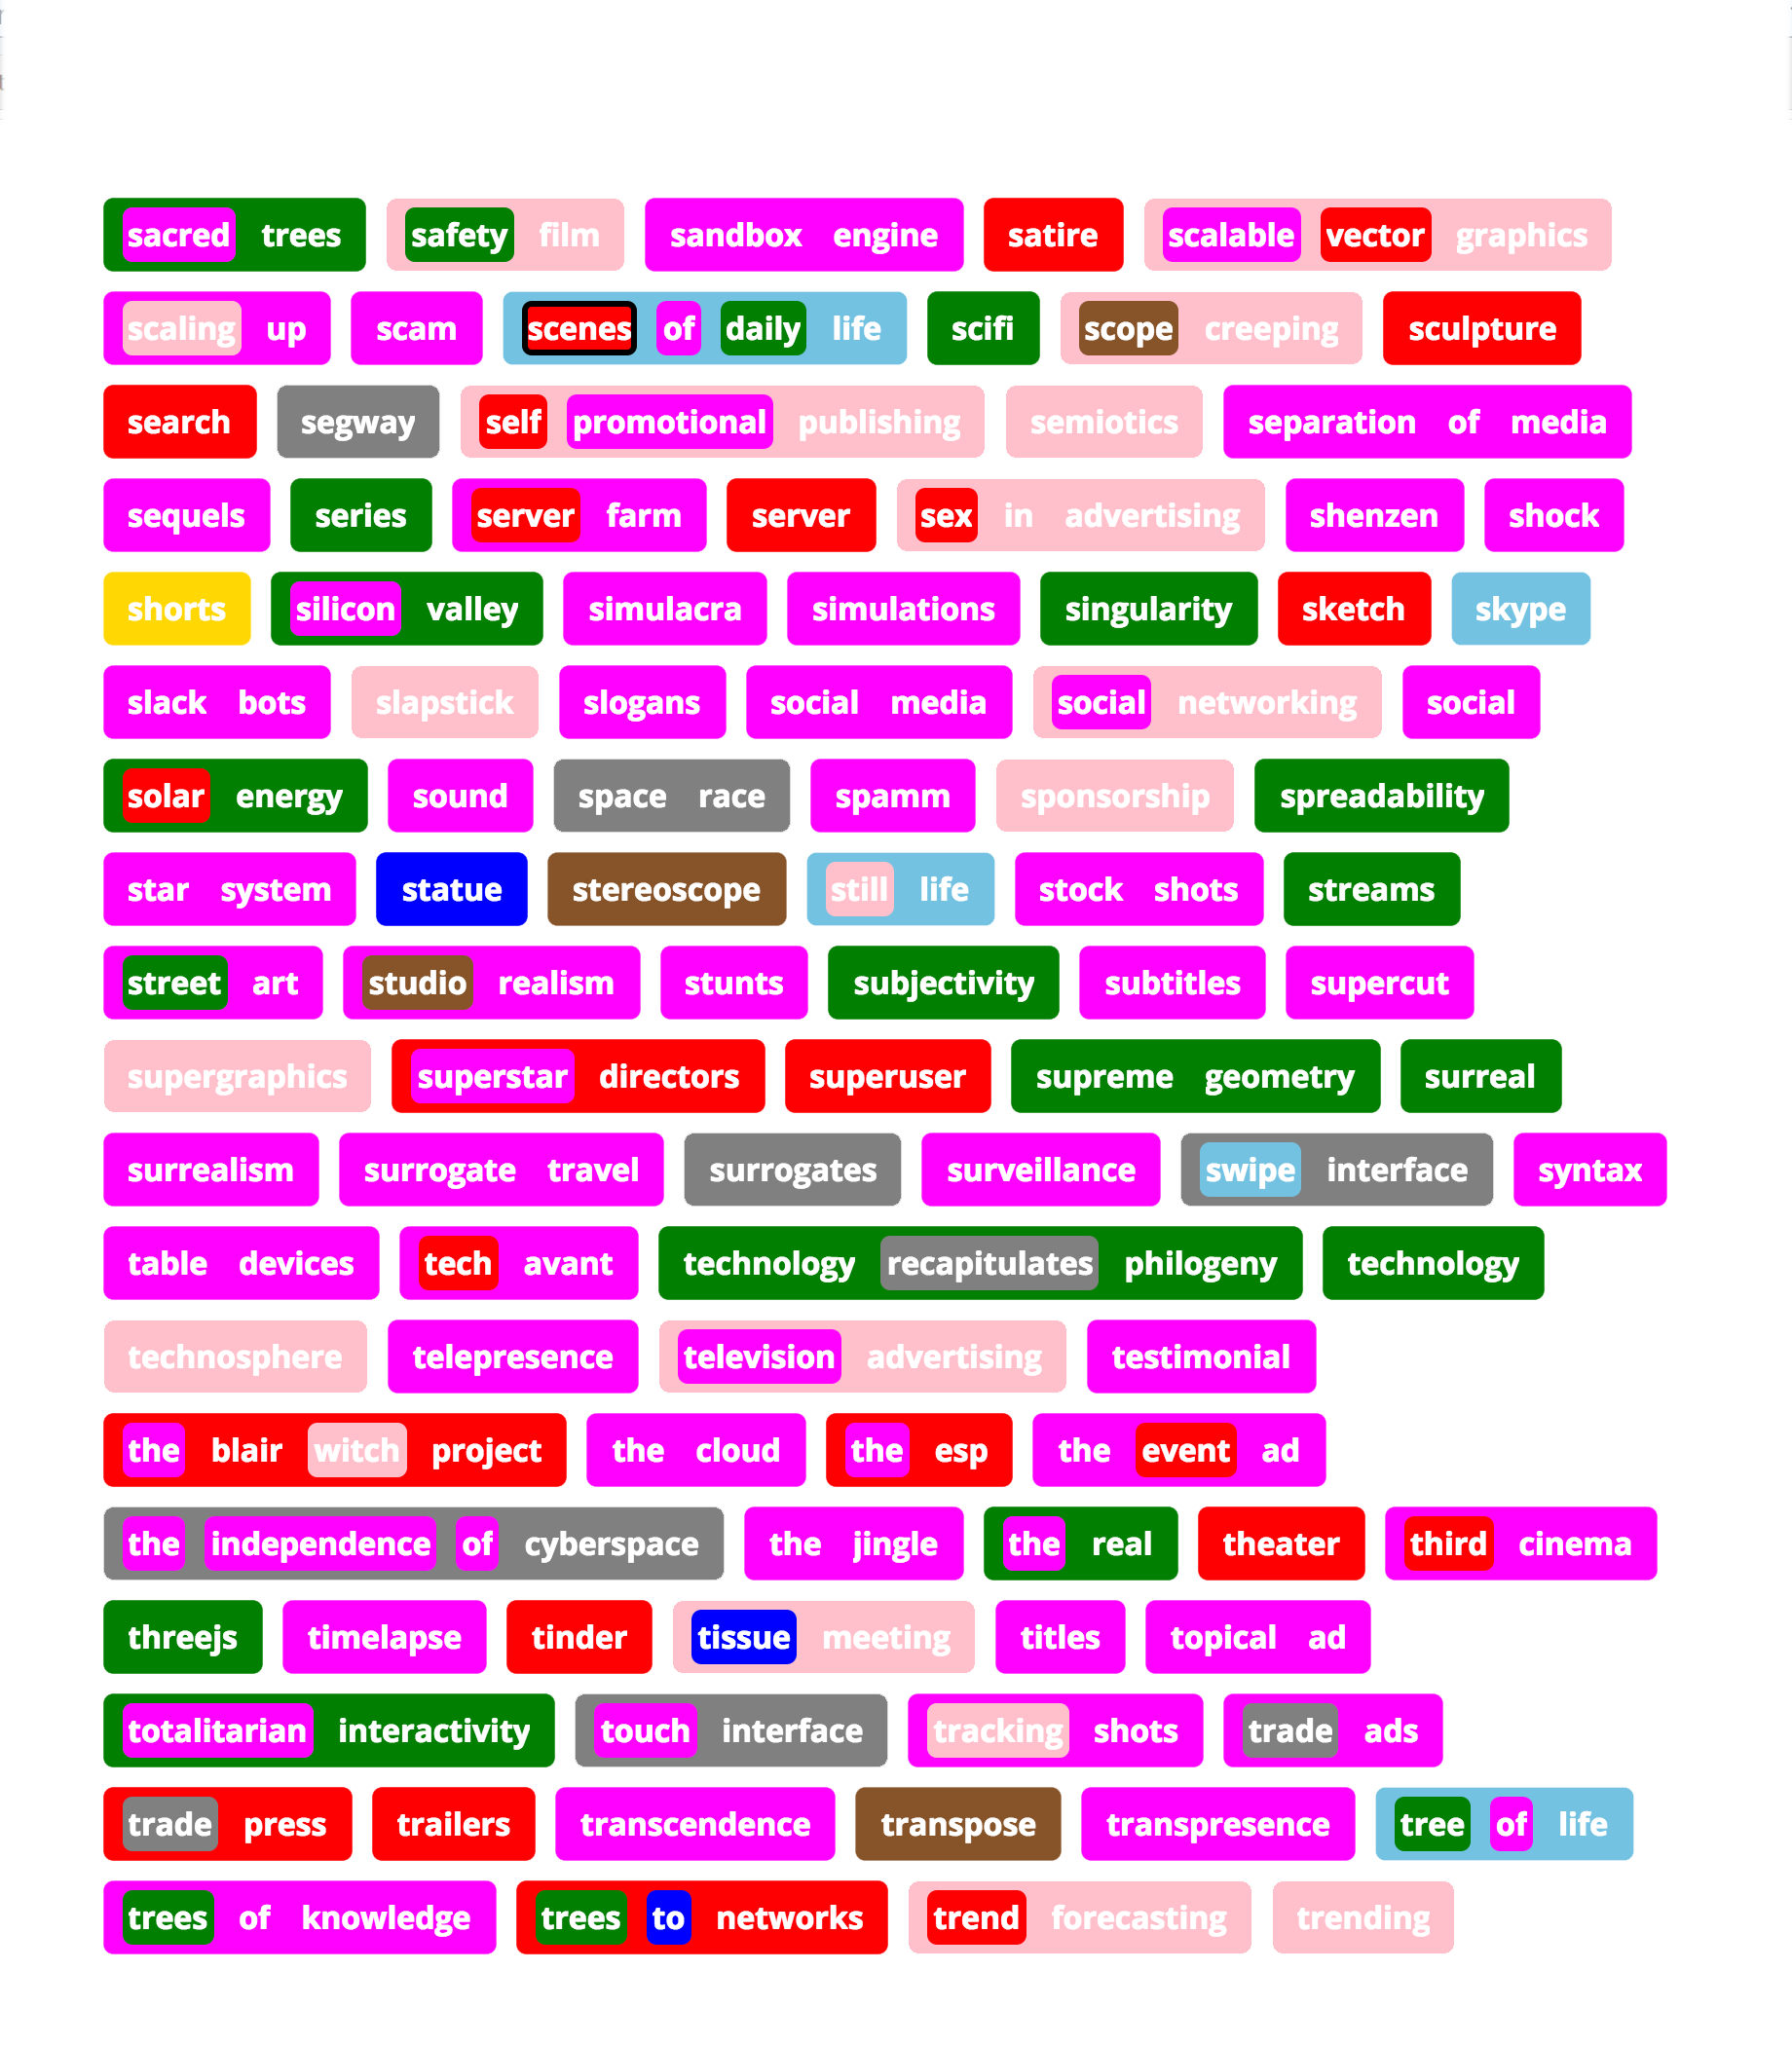 sacred trees safety film sandbox engine satire scalable vector graphics
scaling up scam scenes of daily life scifi scope creeping sculpture
search segway self promotional publishing semiotics separation of media
sequels series server farm server sex in advertising shenzen shock
shorts silicon valley simulacra simulations singularity sketch skype
slack bots slapstick slogans social media social networking social
solar energy sound space race spamm sponsorship spreadability
star system statue stereoscope still life stock shots streams
street art studio realism stunts subjectivity subtitles supercut
supergraphics superstar directors superuser supreme geometry surreal
surrealism surrogate travel surrogates surveillance swipe interface syntax
table devices tech avant technology recapitulates philogeny technology
technosphere telepresence television advertising testimonial
the blair witch project the cloud the esp the event ad
the independence of cyberspace the jingle the real theater third cinema
threejs timelapse tinder tissue meeting titles topical ad
totalitarian interactivity touch interface tracking shots trade ads
trade press trailers transcendence transpose transpresence tree of life
trees of knowledge trees to networks trend forecasting trending